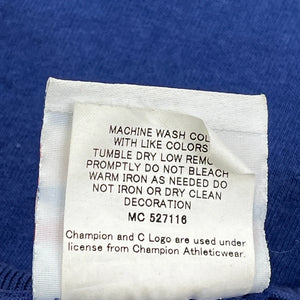 MACHINE WASH COL
WITH LIKE COLORS
TUMBLE DRY LOW REMO
PROMPTLY DO NOT BLEACH
WARM IRON AS NEEDED DO
NOT IRON OR DRY CLEAN
DECORATION
MC 527116
Champion and C Logo are used under
license from Champion Athleticwear.